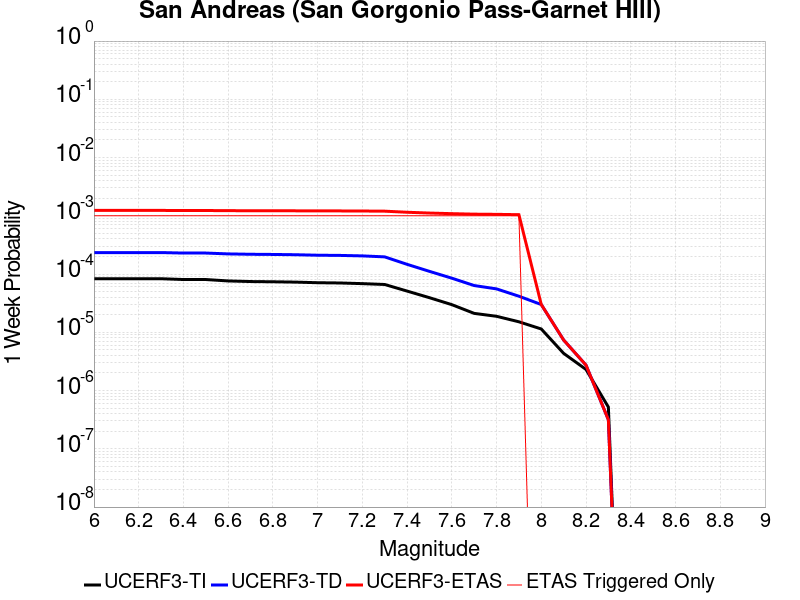 San Andreas (San Gorgonio Pass-Garnet HIll)
10^0
10^-1
10^-2
10^-3
10^-4
10^-5
10^-6
10^-7
10^-8
1 Week Probability
6 6.2 6.4 6.6 6.8 7 7.2 7.4 7.6 7.8 8 8.2 8.4 8.6 8.8 9
Magnitude
UCERF3-TI UCERF3-TD UCERF3-ETAS ETAS Triggered Only